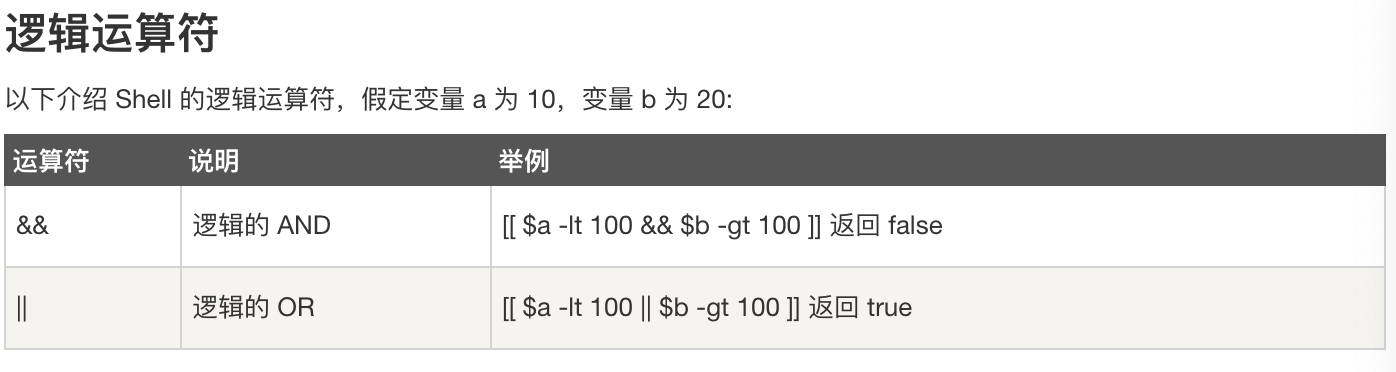 逻辑运算符
以下介绍 Shell 的逻辑运算符，假定变量 a 为 10，变量 b 为 20:
运算符 说明 举例
&& 逻辑的 AND [[ $a -lt 100 && $b -gt 100 ]] 返回 false
|| 逻辑的 OR [[ $a -lt 100 || $b -gt 100 ]] 返回 true